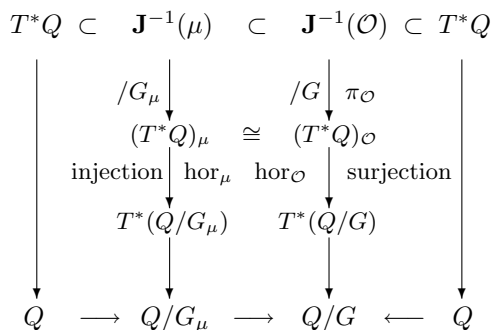 T*Q ⊂ J⁻¹(μ) ⊂ J⁻¹(𝒪) ⊂ T*Q
/G_μ /G π_𝒪
(T*Q)_μ ≅ (T*Q)_𝒪
injection hor_μ hor_𝒪 surjection
T*(Q/G_μ) T*(Q/G)
Q ⟶ Q/G_μ ⟶ Q/G ⟵ Q